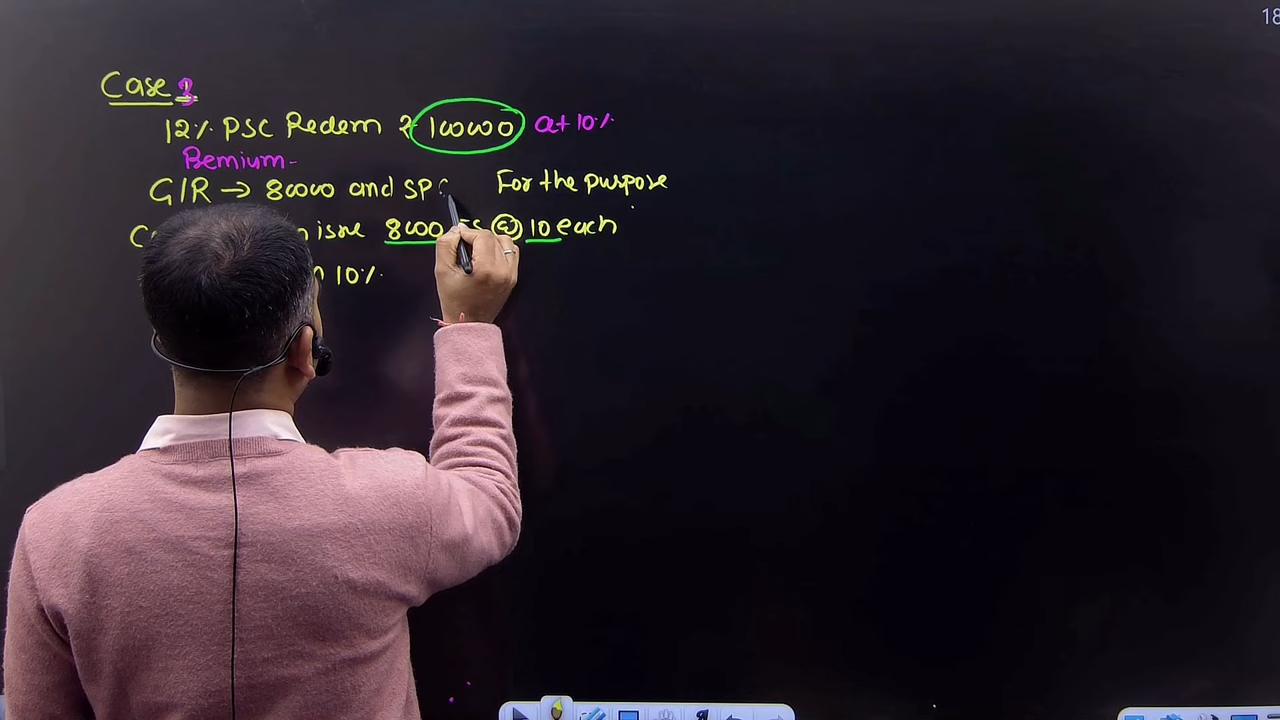 18
Case 3
12% PSC Redem ₹ 100000 at 10%
Premium-
G/R → 80000 and SP For the purpose
issue 8000 @ 10 each
10%